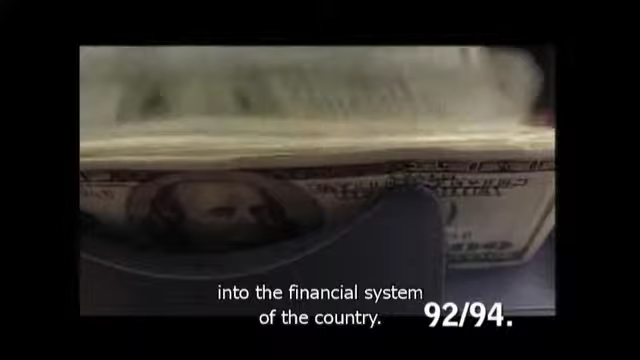 into the financial system
of the country.
92/94.